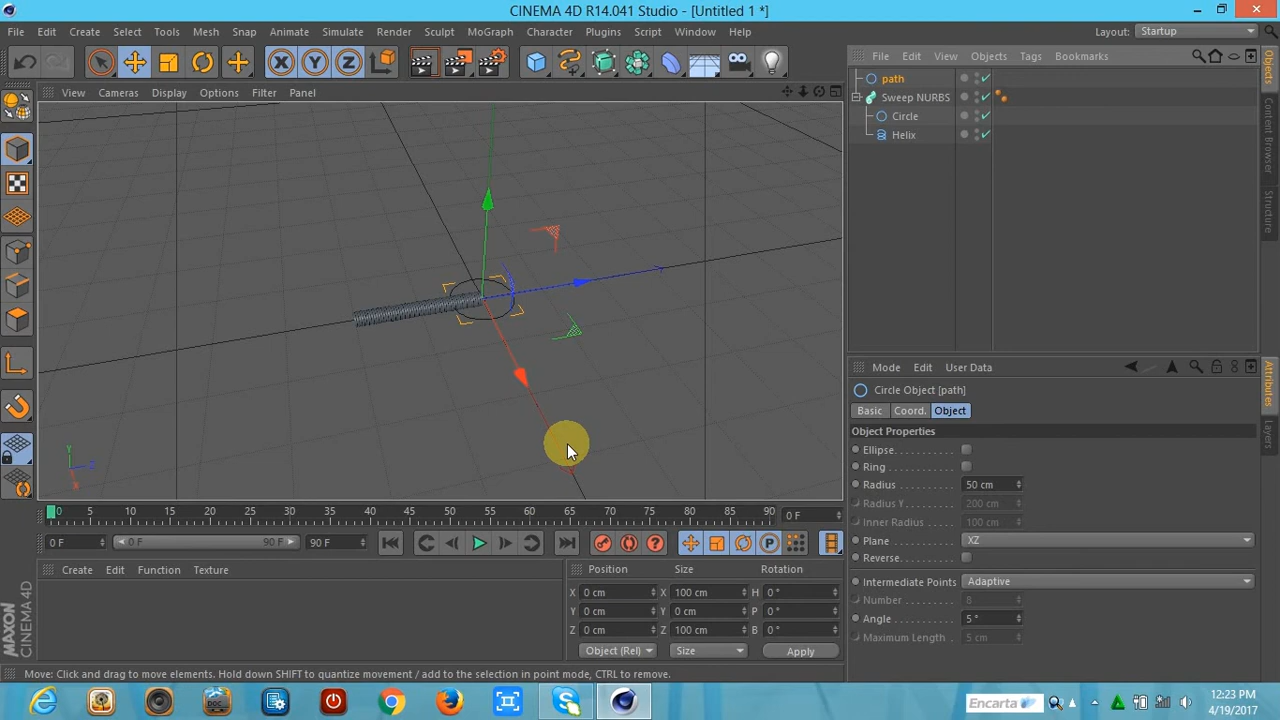 CINEMA 4D R14.041 Studio - [Untitled 1 *]
File Edit Create Select Tools Mesh Snap Animate Simulate Render Sculpt MoGraph Character Plugins Script Window Help
Layout: Startup
X Y Z
File Edit View Objects Tags Bookmarks
View Cameras Display Options Filter Panel
path
Sweep NURBS
Circle
Helix
Objects
Content Browser
Structure
Mode Edit User Data
Circle Object [path]
Basic Coord. Object
Object Properties
Ellipse
Ring
Radius 50 cm
Radius Y 200 cm
Inner Radius 100 cm
Plane XZ
Reverse
Intermediate Points Adaptive
Number 8
Angle 5 °
Maximum Length 5 cm
Attributes
Layers
Y
Z
X
0 5 10 15 20 25 30 35 40 45 50 55 60 65 70 75 80 85 90 0 F
0 F 0 F 90 F 90 F
P
Create Edit Function Texture
Position Size Rotation
X 0 cm X 100 cm H 0 °
Y 0 cm Y 0 cm P 0 °
Z 0 cm Z 100 cm B 0 °
Object (Rel) Size Apply
MAXON CINEMA 4D
Move: Click and drag to move elements. Hold down SHIFT to quantize movement / add to the selection in point mode, CTRL to remove.
DOC
Encarta
12:23 PM
4/19/2017